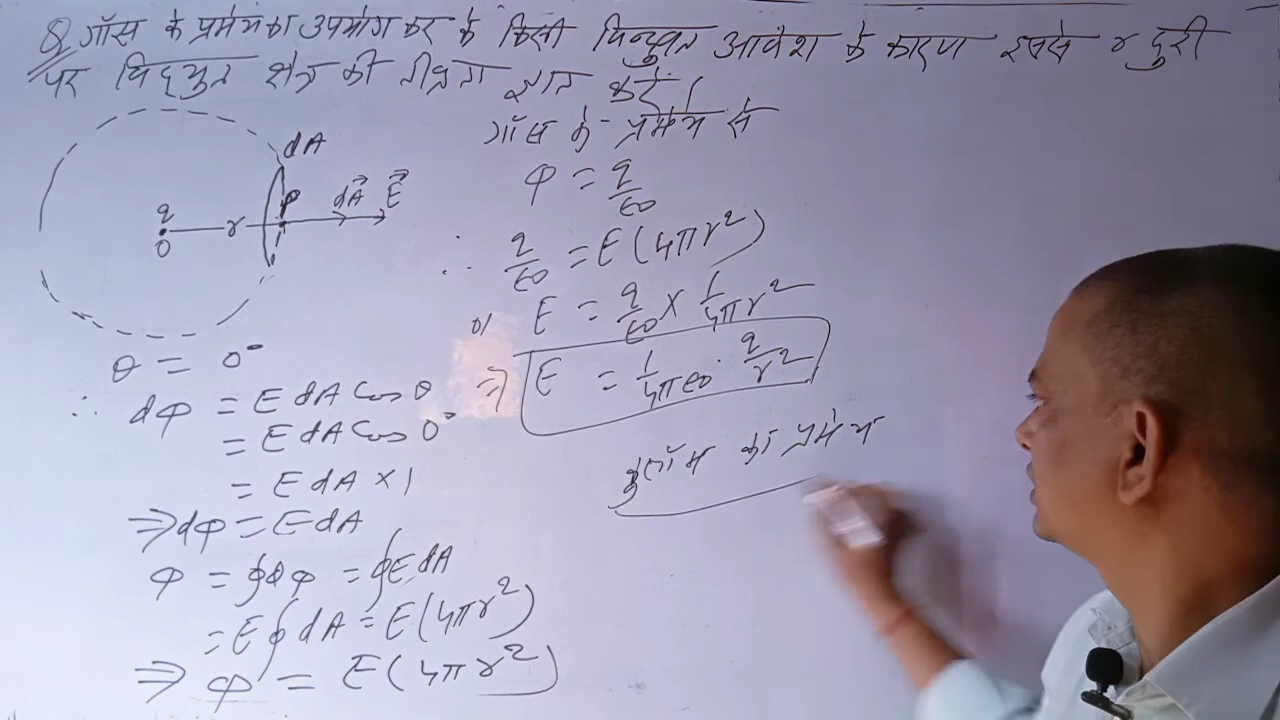 Q गॉस के प्रमेय का उपयोग कर के किसी बिन्दुवत आवेश के कारण इससे r दुरी
पर विद्युत क्षेत्र की तीव्रता ज्ञात करें।
dA
q
O
r
P
dA⃗
E⃗
θ = 0°
∴ dφ = E dA Cos θ
= E dA Cos 0°
= E dA × 1
⇒ dφ = E dA
φ = ∮dφ = ∮E dA
= E∮dA = E(4πr²)
⇒ φ = E(4πr²)
गॉस के प्रमेय से
φ = q/ε0
∴ q/ε0 = E(4πr²)
या E = q/ε0 × 1/4πr²
⇒ E = 1/4πε0 · q/r²
कुलॉम का प्रमेय